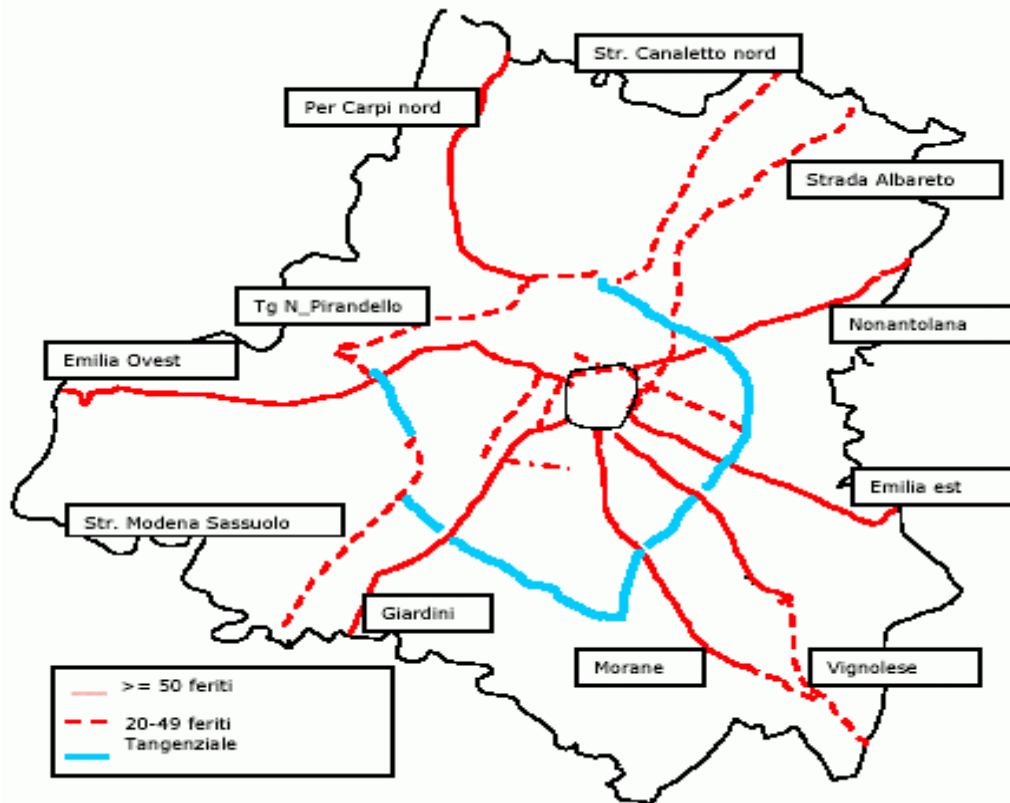 Str. Canaletto nord
Per Carpi nord
Strada Albareto
Tg N_Pirandello
Nonantolana
Emilia Ovest
Emilia est
Str. Modena Sassuolo
Giardini
Morane
Vignolese
>= 50 feriti
20-49 feriti
Tangenziale